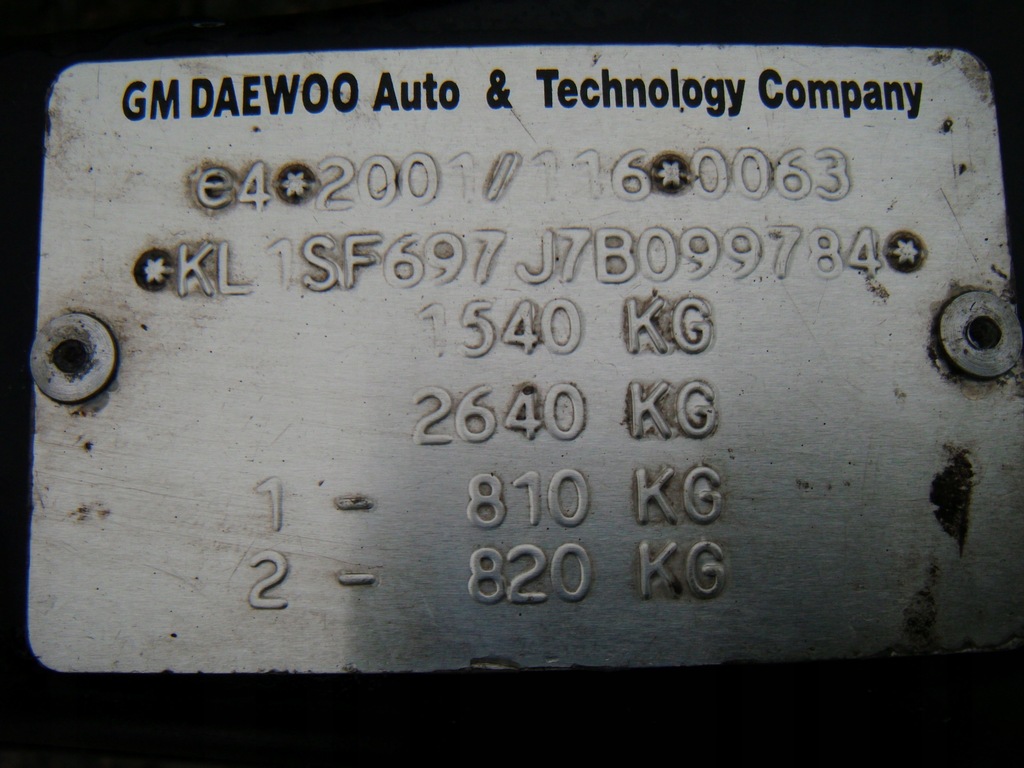 GM DAEWOO Auto & Technology Company
e4*2001/116*0063
*KL1SF697J7B099784*
1540 KG
2640 KG
1 - 810 KG
2 - 820 KG